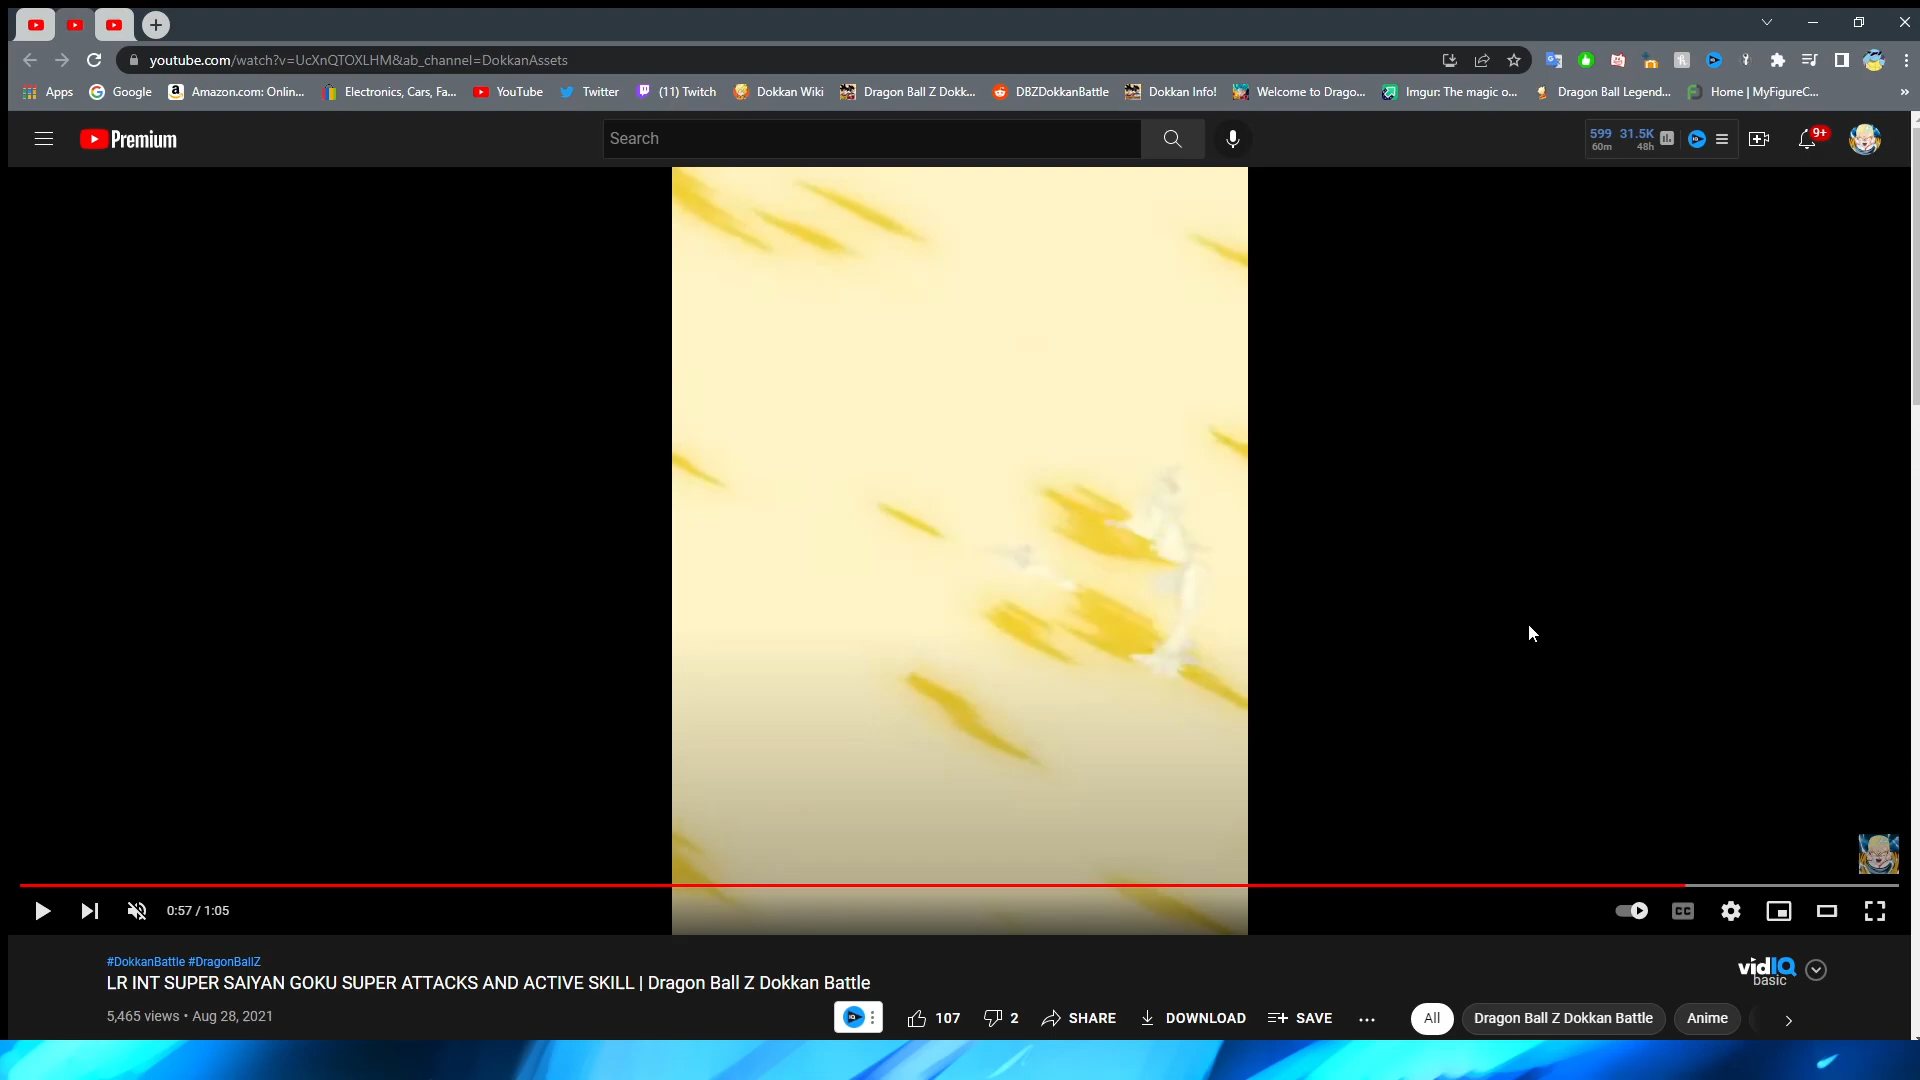 youtube.com/watch?v=UcXnQTOXLHM&ab_channel=DokkanAssets
Apps Google Amazon.com: Onlin... Electronics, Cars, Fa... YouTube Twitter (11) Twitch Dokkan Wiki Dragon Ball Z Dokk... DBZDokkanBattle Dokkan Info! Welcome to Drago... Imgur: The magic o... Dragon Ball Legend... Home | MyFigureC... »
Premium Search 599 31.5K 9+
60m 48h
0:57 / 1:05 CC
#DokkanBattle #DragonBallZ
LR INT SUPER SAIYAN GOKU SUPER ATTACKS AND ACTIVE SKILL | Dragon Ball Z Dokkan Battle
vidIQ
basic
5,465 views • Aug 28, 2021 107 2 SHARE DOWNLOAD SAVE ... All Dragon Ball Z Dokkan Battle Anime